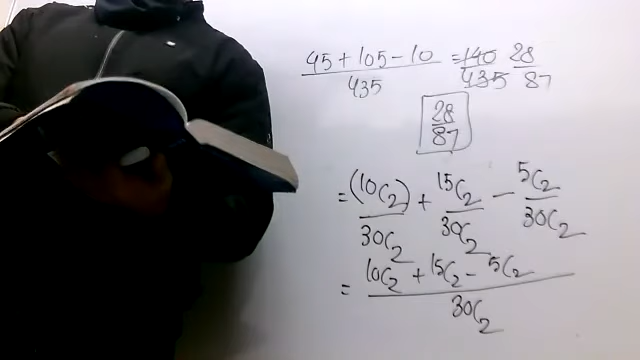 45 + 105 - 10 / 435 = 140 / 435 28 / 87
28 / 87
= (10C2) / 30C2 + 15C2 / 30C2 - 5C2 / 30C2
= 10C2 + 15C2 - 5C2 / 30C2